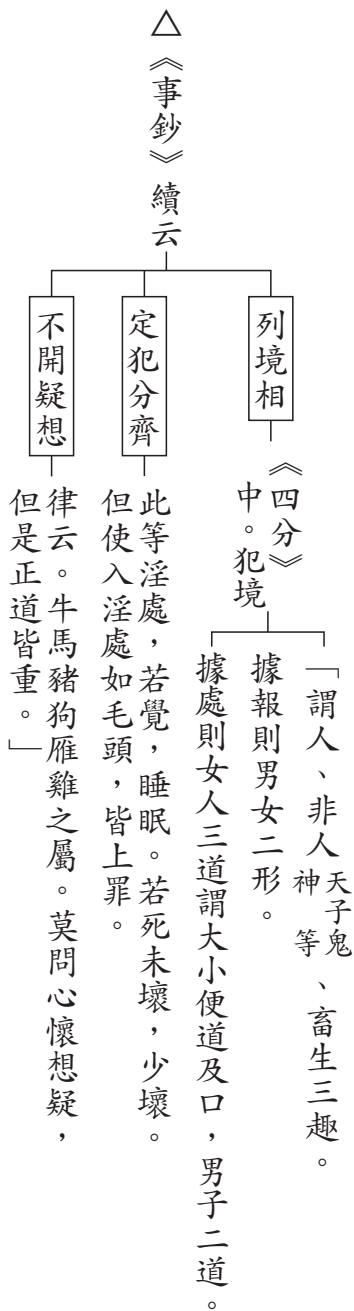 △《事鈔》續云
列境相
《四分》
中。犯境
「謂人、非人天子鬼神等、畜生三趣。
據報則男女二形。
據處則女人三道謂大小便道及口，男子二道。
定犯分齊
此等淫處，若覺，睡眠。若死未壞，少壞。
但使入淫處如毛頭，皆上罪。
不開疑想
律云。牛馬豬狗雁雞之屬。莫問心懷想疑，
但是正道皆重。」